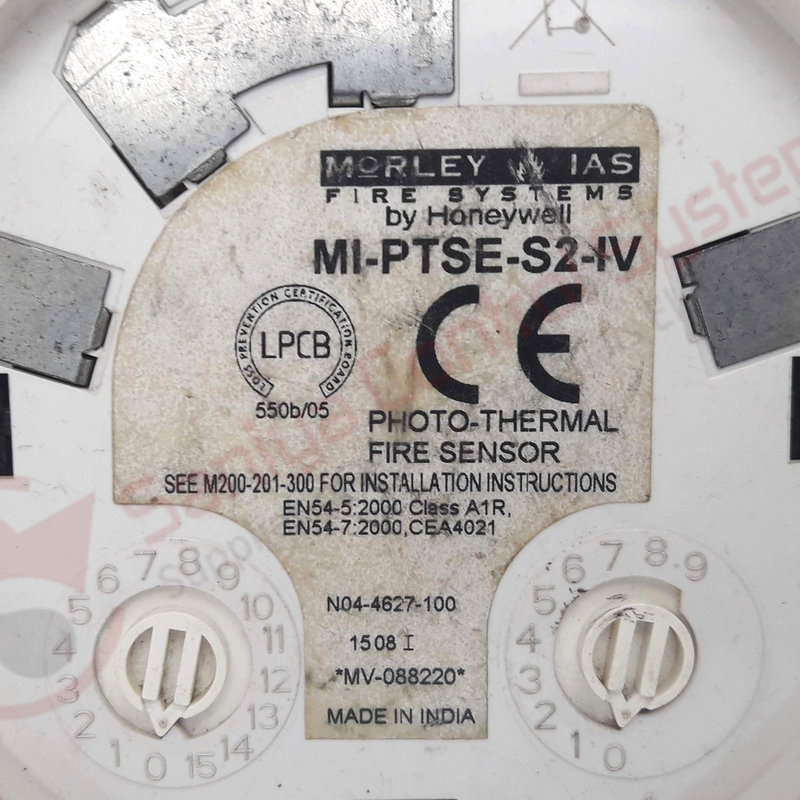 MORLEY IAS
FIRE SYSTEMS
by Honeywell
MI-PTSE-S2-IV
LOSS PREVENTION CERTIFICATION BOARD
LPCB
550b/05
CE
PHOTO-THERMAL
FIRE SENSOR
SEE M200-201-300 FOR INSTALLATION INSTRUCTIONS
EN54-5:2000 Class A1R,
EN54-7:2000,CEA4021
N04-4627-100
1508 I
*MV-088220*
MADE IN INDIA
0 1 2 3 4 5 6 7 8 9 10 11 12 13 14 15
0 1 2 3 4 5 6 7 8 9